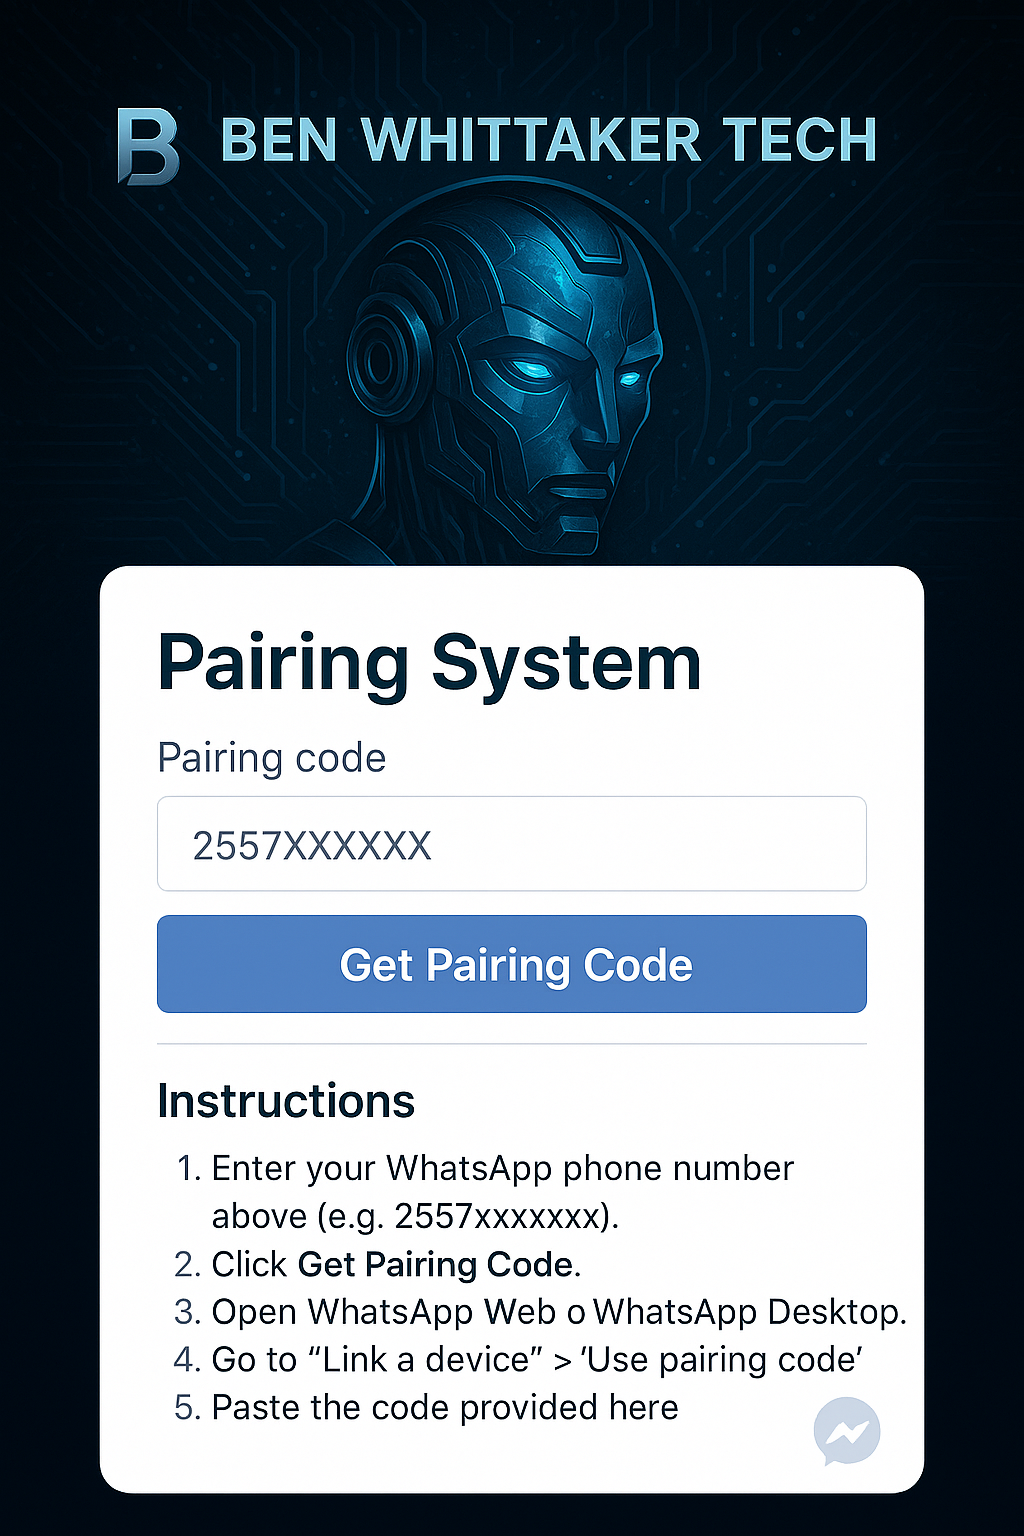 B BEN WHITTAKER TECH
Pairing System
Pairing code
2557XXXXXX
Get Pairing Code
Instructions
1. Enter your WhatsApp phone number
above (e.g. 2557xxxxxxx).
2. Click Get Pairing Code.
3. Open WhatsApp Web o WhatsApp Desktop.
4. Go to “Link a device” > ‘Use pairing code’
5. Paste the code provided here